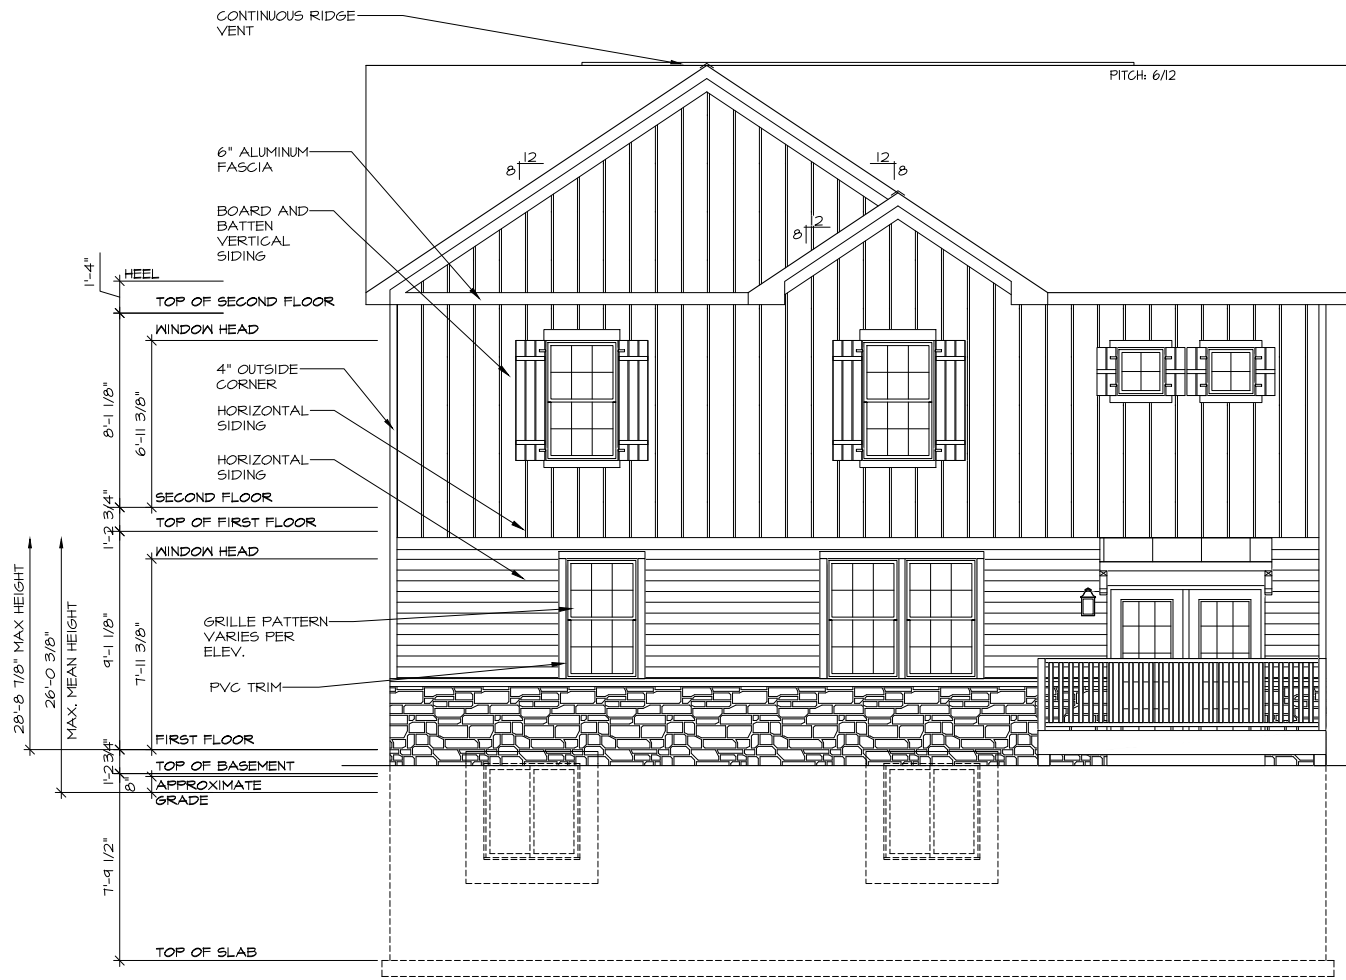 CONTINUOUS RIDGE
VENT
PITCH: 6/12
6" ALUMINUM
FASCIA
12
8
12
8
BOARD AND
BATTEN
VERTICAL
SIDING
2
8
1'-4"
HEEL
TOP OF SECOND FLOOR
WINDOW HEAD
4" OUTSIDE
CORNER
8'-1 1/8"
6'-11 3/8"
HORIZONTAL
SIDING
HORIZONTAL
SIDING
SECOND FLOOR
1'-2 3/4"
TOP OF FIRST FLOOR
WINDOW HEAD
28'-8 7/8" MAX HEIGHT
26'-0 3/8"
MAX. MEAN HEIGHT
9'-1 1/8"
7'-11 3/8"
GRILLE PATTERN
VARIES PER
ELEV.
PVC TRIM
FIRST FLOOR
1'-2 3/4"
TOP OF BASEMENT
8"
APPROXIMATE
GRADE
7'-9 1/2"
TOP OF SLAB